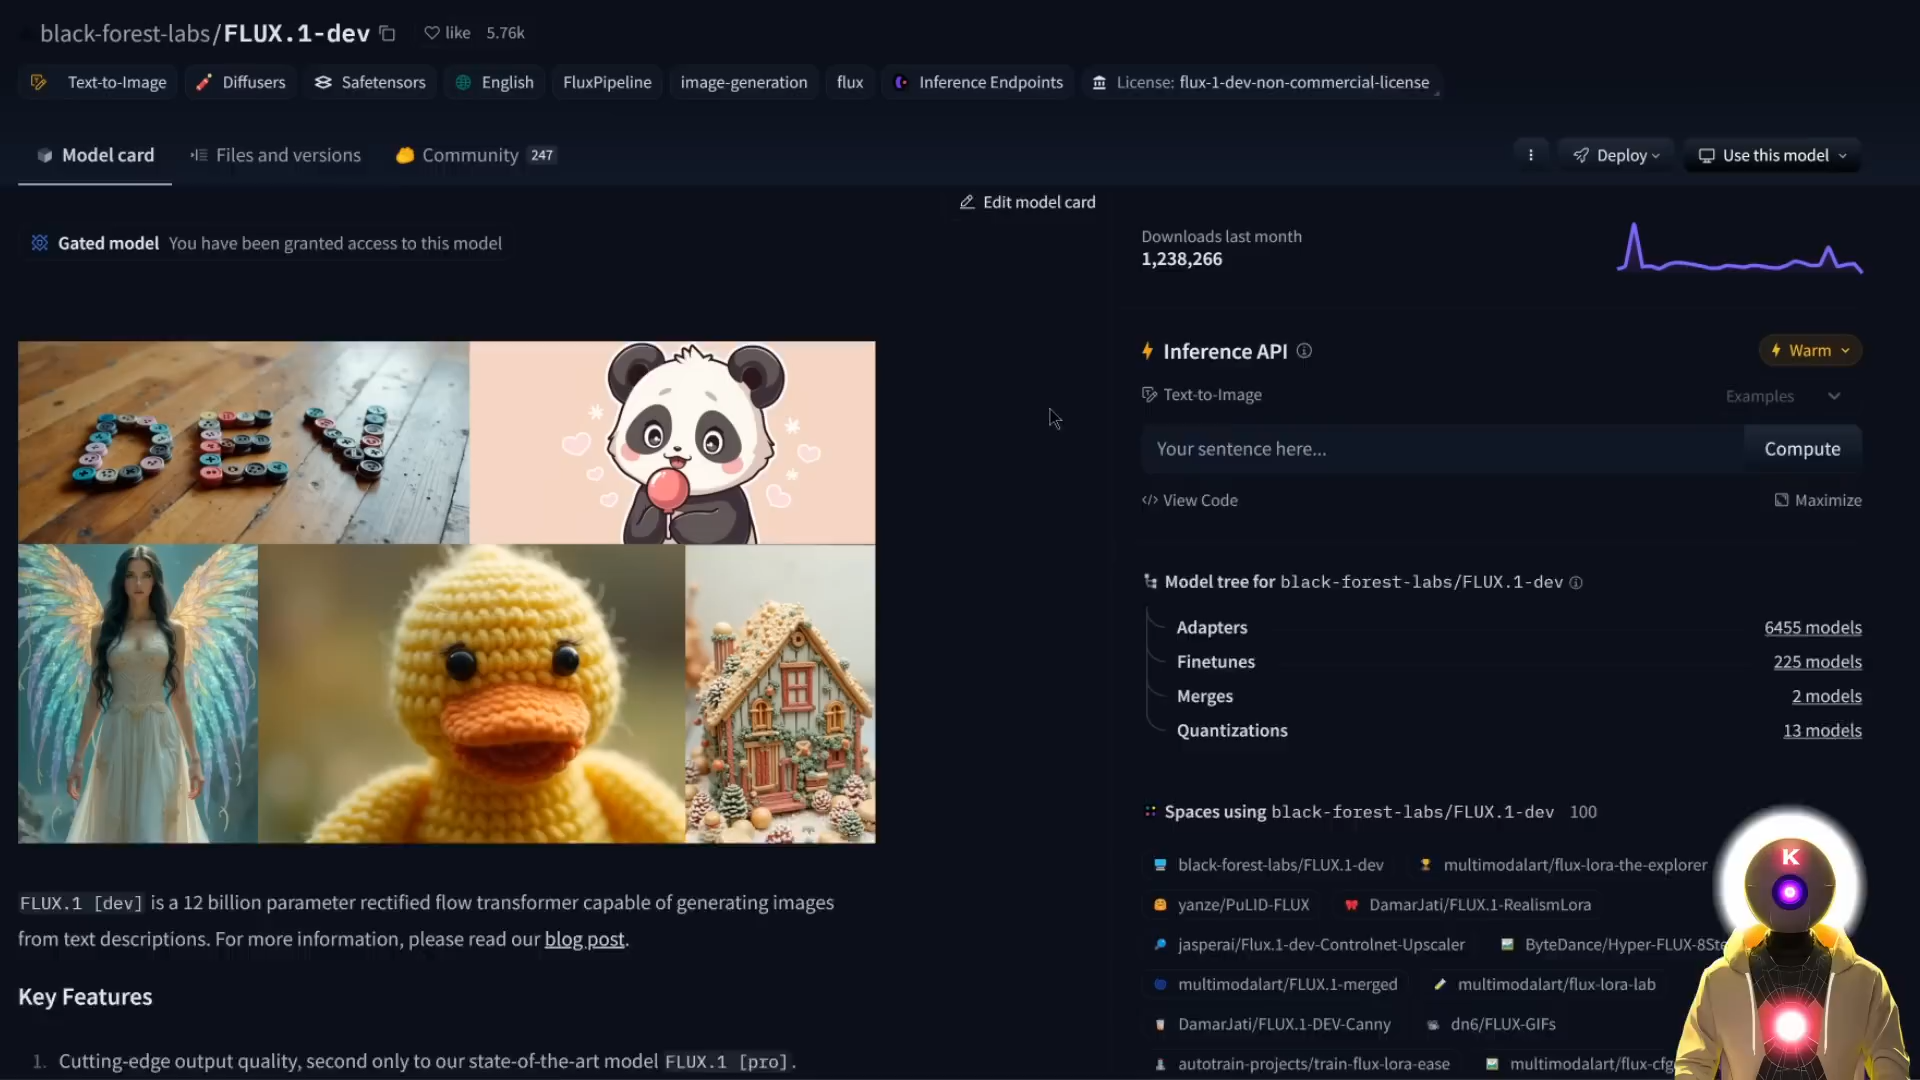 black-forest-labs/FLUX.1-dev like 5.76k
Text-to-Image Diffusers Safetensors English FluxPipeline image-generation flux Inference Endpoints License: flux-1-dev-non-commercial-license
Model card Files and versions Community 247 Deploy Use this model
Edit model card
Gated model You have been granted access to this model
DEV
FLUX.1 [dev] is a 12 billion parameter rectified flow transformer capable of generating images
from text descriptions. For more information, please read our blog post.
Key Features
1. Cutting-edge output quality, second only to our state-of-the-art model FLUX.1 [pro].
Downloads last month
1,238,266
Inference API Warm
Text-to-Image Examples
Your sentence here... Compute
</> View Code Maximize
Model tree for black-forest-labs/FLUX.1-dev
Adapters 6455 models
Finetunes 225 models
Merges 2 models
Quantizations 13 models
Spaces using black-forest-labs/FLUX.1-dev 100
black-forest-labs/FLUX.1-dev multimodalart/flux-lora-the-explorer
yanze/PuLID-FLUX DamarJati/FLUX.1-RealismLora
jasperai/Flux.1-dev-Controlnet-Upscaler ByteDance/Hyper-FLUX-8Ste
multimodalart/FLUX.1-merged multimodalart/flux-lora-lab
DamarJati/FLUX.1-DEV-Canny dn6/FLUX-GIFs
autotrain-projects/train-flux-lora-ease multimodalart/flux-cfg
K